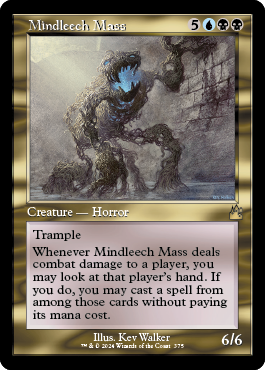 Mindleech Mass 5
Creature — Horror
Trample
Whenever Mindleech Mass deals
combat damage to a player, you
may look at that player's hand. If
you do, you may cast a spell from
among those cards without paying
its mana cost.
Illus. Kev Walker
™ & © 2024 Wizards of the Coast 375
6/6